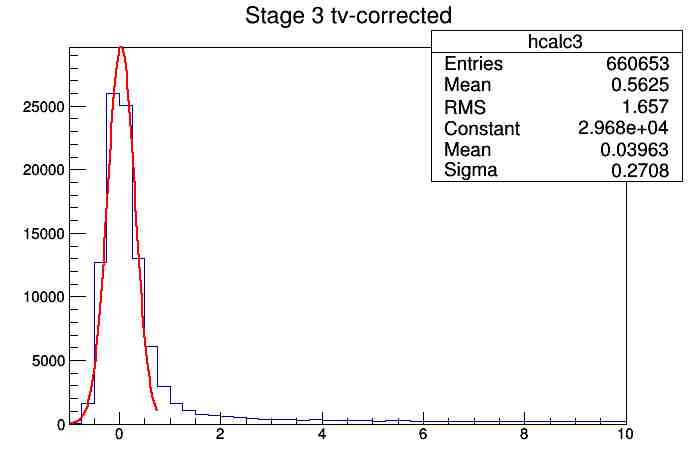 Stage 3 tv-corrected
hcalc3
Entries 660653
Mean 0.5625
RMS 1.657
Constant 2.968e+04
Mean 0.03963
Sigma 0.2708
25000
20000
15000
10000
5000
0
0 2 4 6 8 10